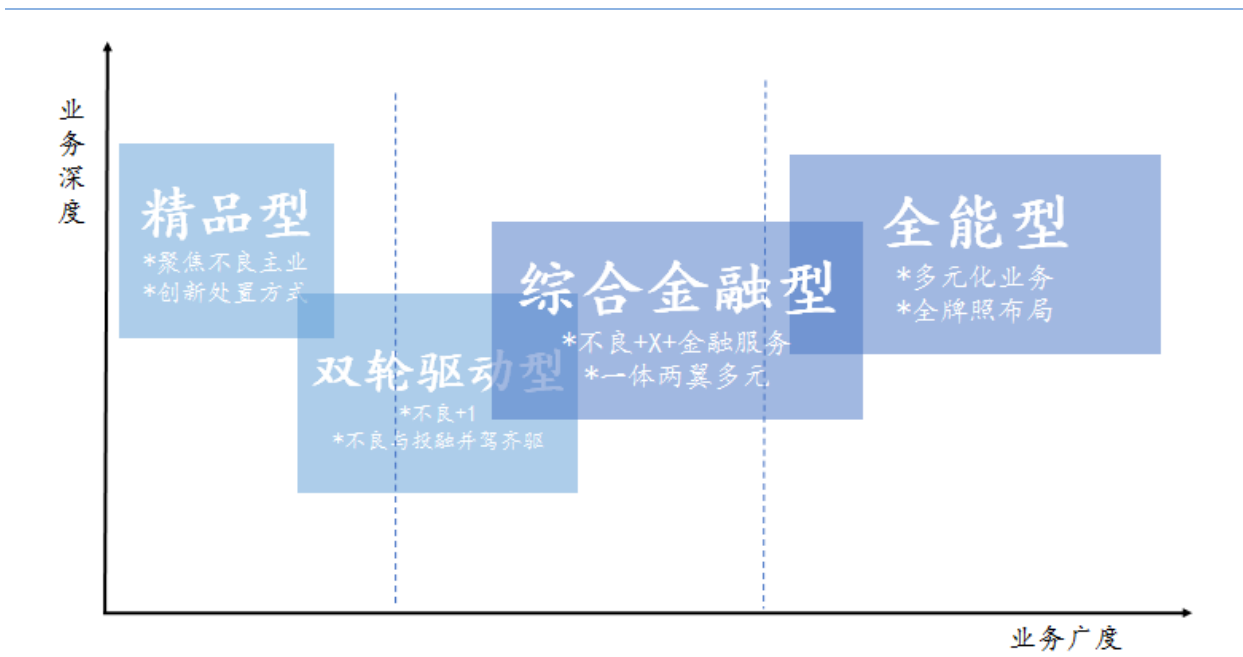 业务深度
精品型
*聚焦不良主业
*创新处置方式
双轮驱动型
*不良+1
*不良与投融并驾齐驱
综合金融型
*不良+X+金融服务
*一体两翼多元
全能型
*多元化业务
*全牌照布局
业务广度